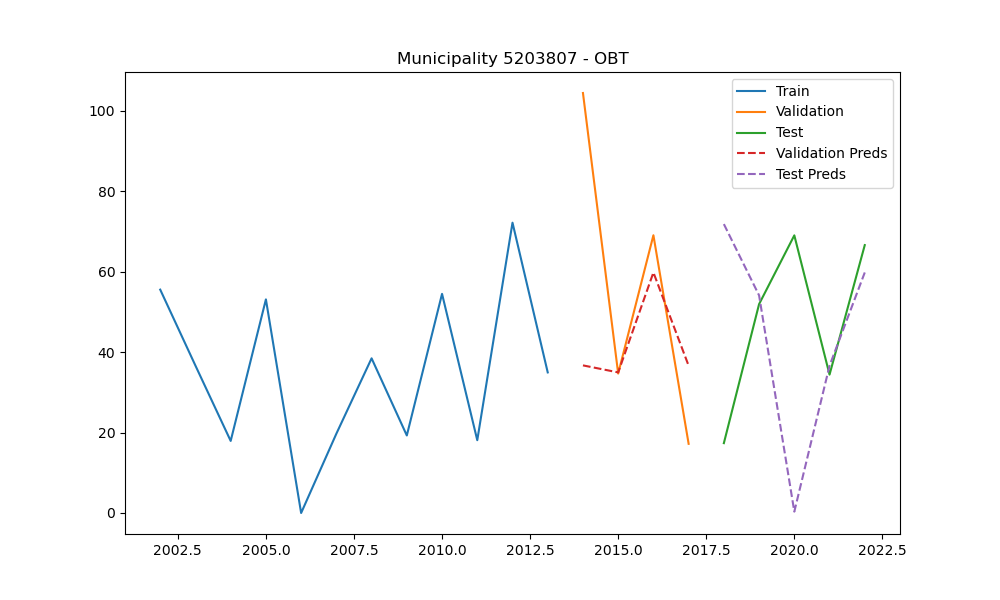 Municipality 5203807 - OBT
Train
Validation
Test
Validation Preds
Test Preds
100
80
60
40
20
0
2002.5 2005.0 2007.5 2010.0 2012.5 2015.0 2017.5 2020.0 2022.5